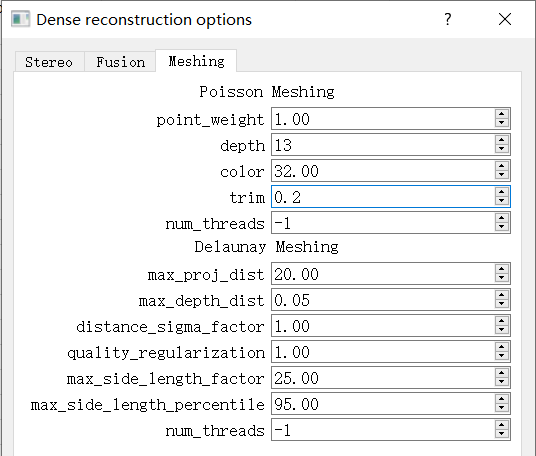 Dense reconstruction options
Stereo Fusion Meshing
Poisson Meshing
point_weight 1.00
depth 13
color 32.00
trim 0.2
num_threads -1
Delaunay Meshing
max_proj_dist 20.00
max_depth_dist 0.05
distance_sigma_factor 1.00
quality_regularization 1.00
max_side_length_factor 25.00
max_side_length_percentile 95.00
num_threads -1